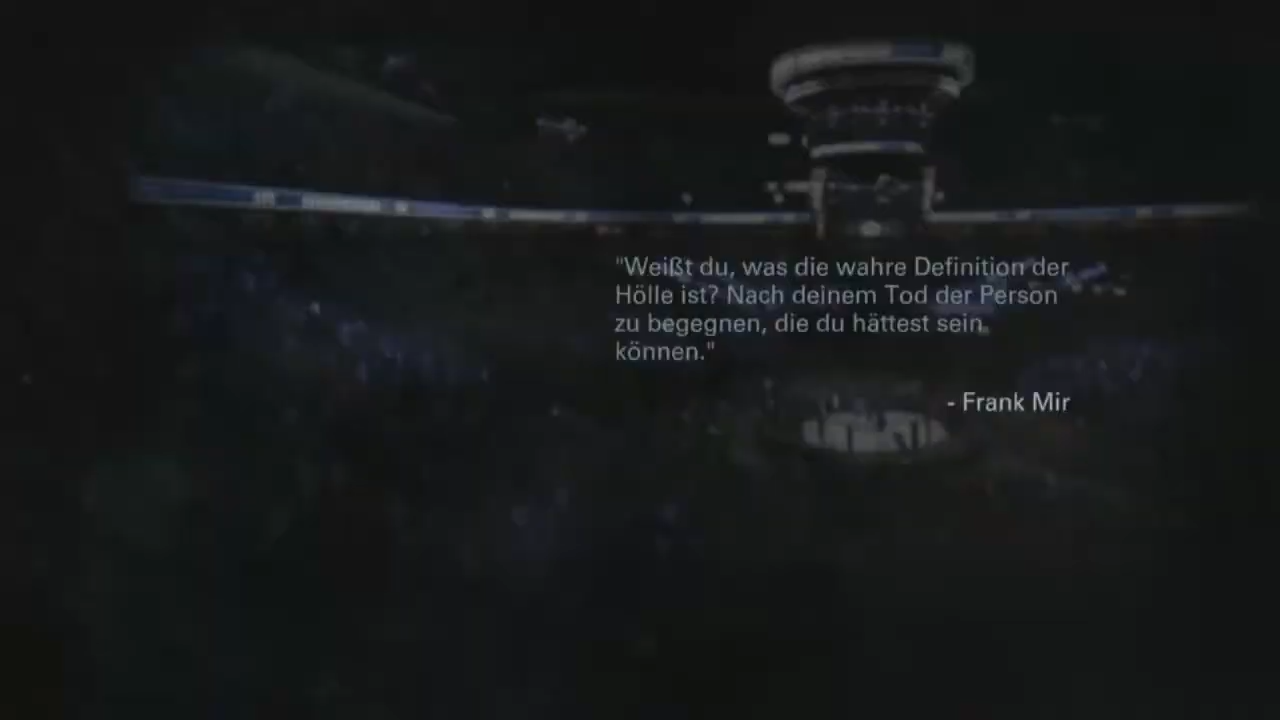 "Weißt du, was die wahre Definition der
Hölle ist? Nach deinem Tod der Person
zu begegnen, die du hättest sein
können."
- Frank Mir